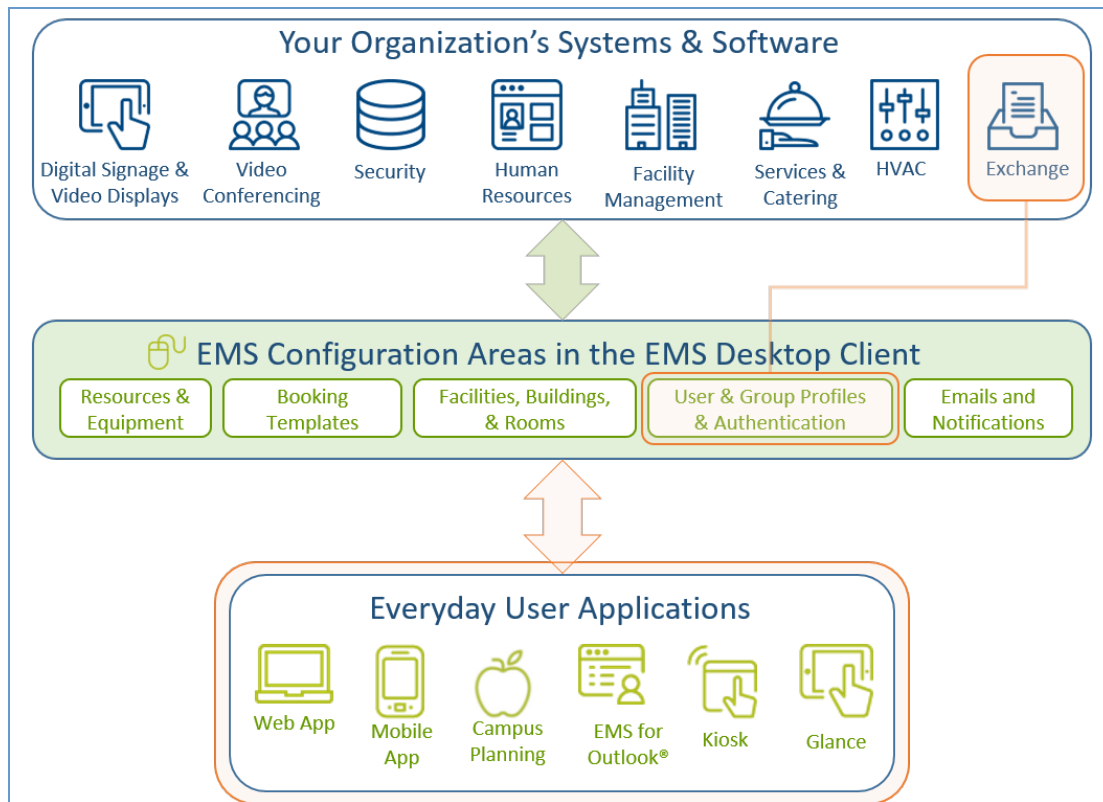 Your Organization's Systems & Software
Digital Signage &
Video Displays
Video
Conferencing
Security
Human
Resources
Facility
Management
Services &
Catering
HVAC
Exchange
EMS Configuration Areas in the EMS Desktop Client
Resources &
Equipment
Booking
Templates
Facilities, Buildings,
& Rooms
User & Group Profiles
& Authentication
Emails and
Notifications
Everyday User Applications
Web App
Mobile
App
Campus
Planning
EMS for
Outlook®
Kiosk
Glance